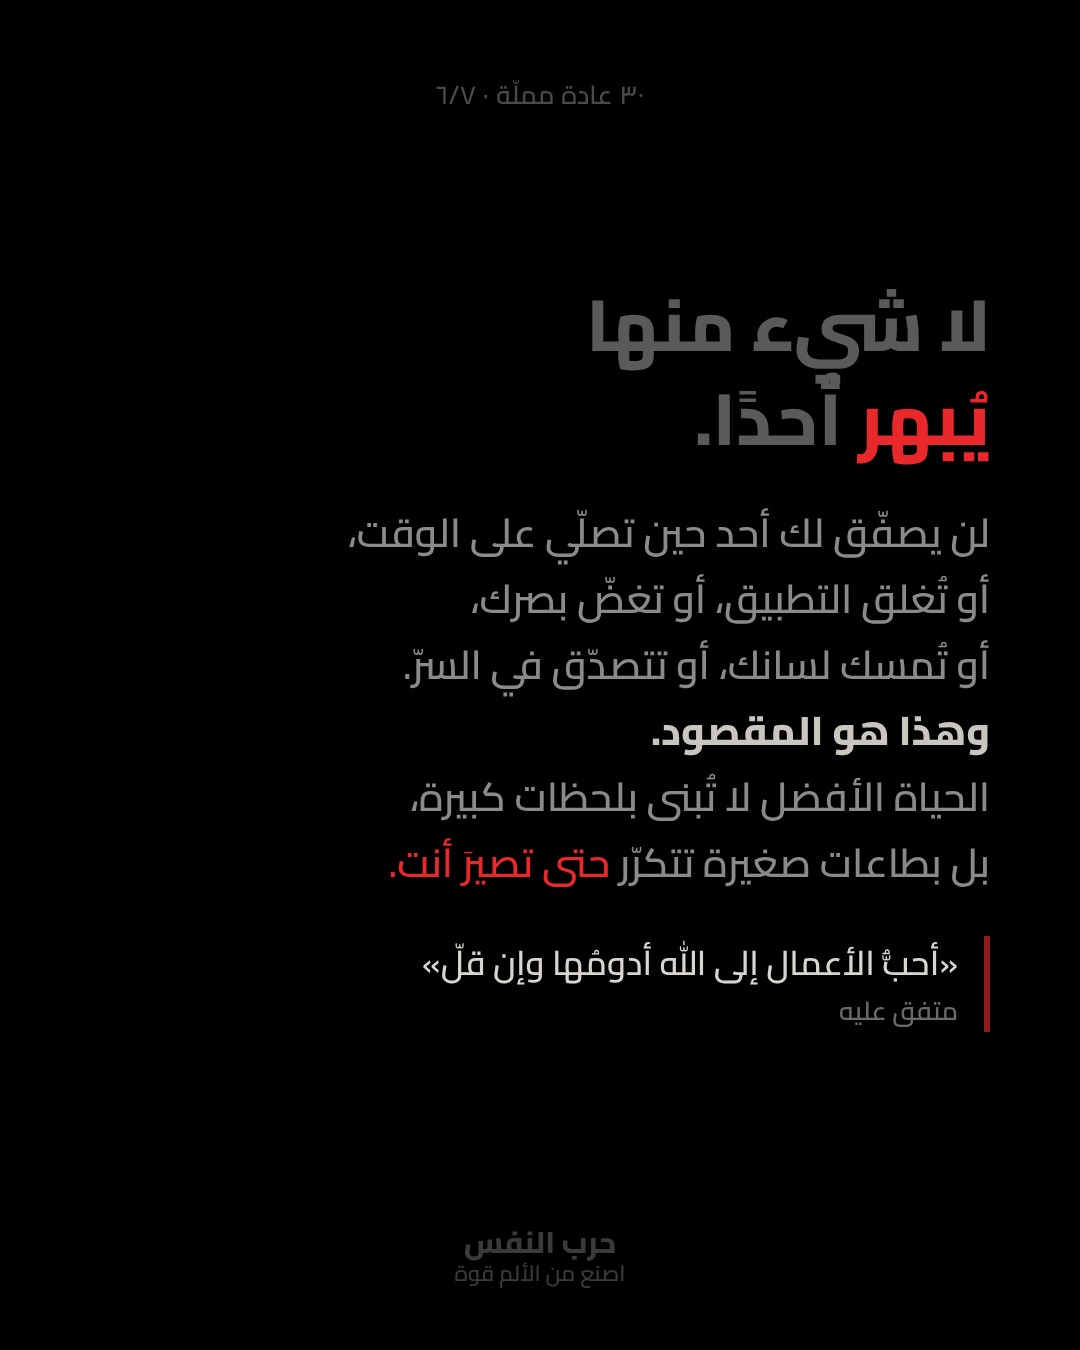 ٣٠ عادة مملّة · ٦/٧
لا شيء منها
يُبهر أحدًا.
لن يصفّق لك أحد حين تصلّي على الوقت،
أو تُغلق التطبيق، أو تغضّ بصرك،
أو تُمسك لسانك، أو تتصدّق في السرّ.
وهذا هو المقصود.
الحياة الأفضل لا تُبنى بلحظات كبيرة،
بل بطاعات صغيرة تتكرّر حتى تصيرَ أنت.
«أحبُّ الأعمال إلى الله أدومُها وإن قلّ»
متفق عليه
حرب النفس
اصنع من الألم قوة